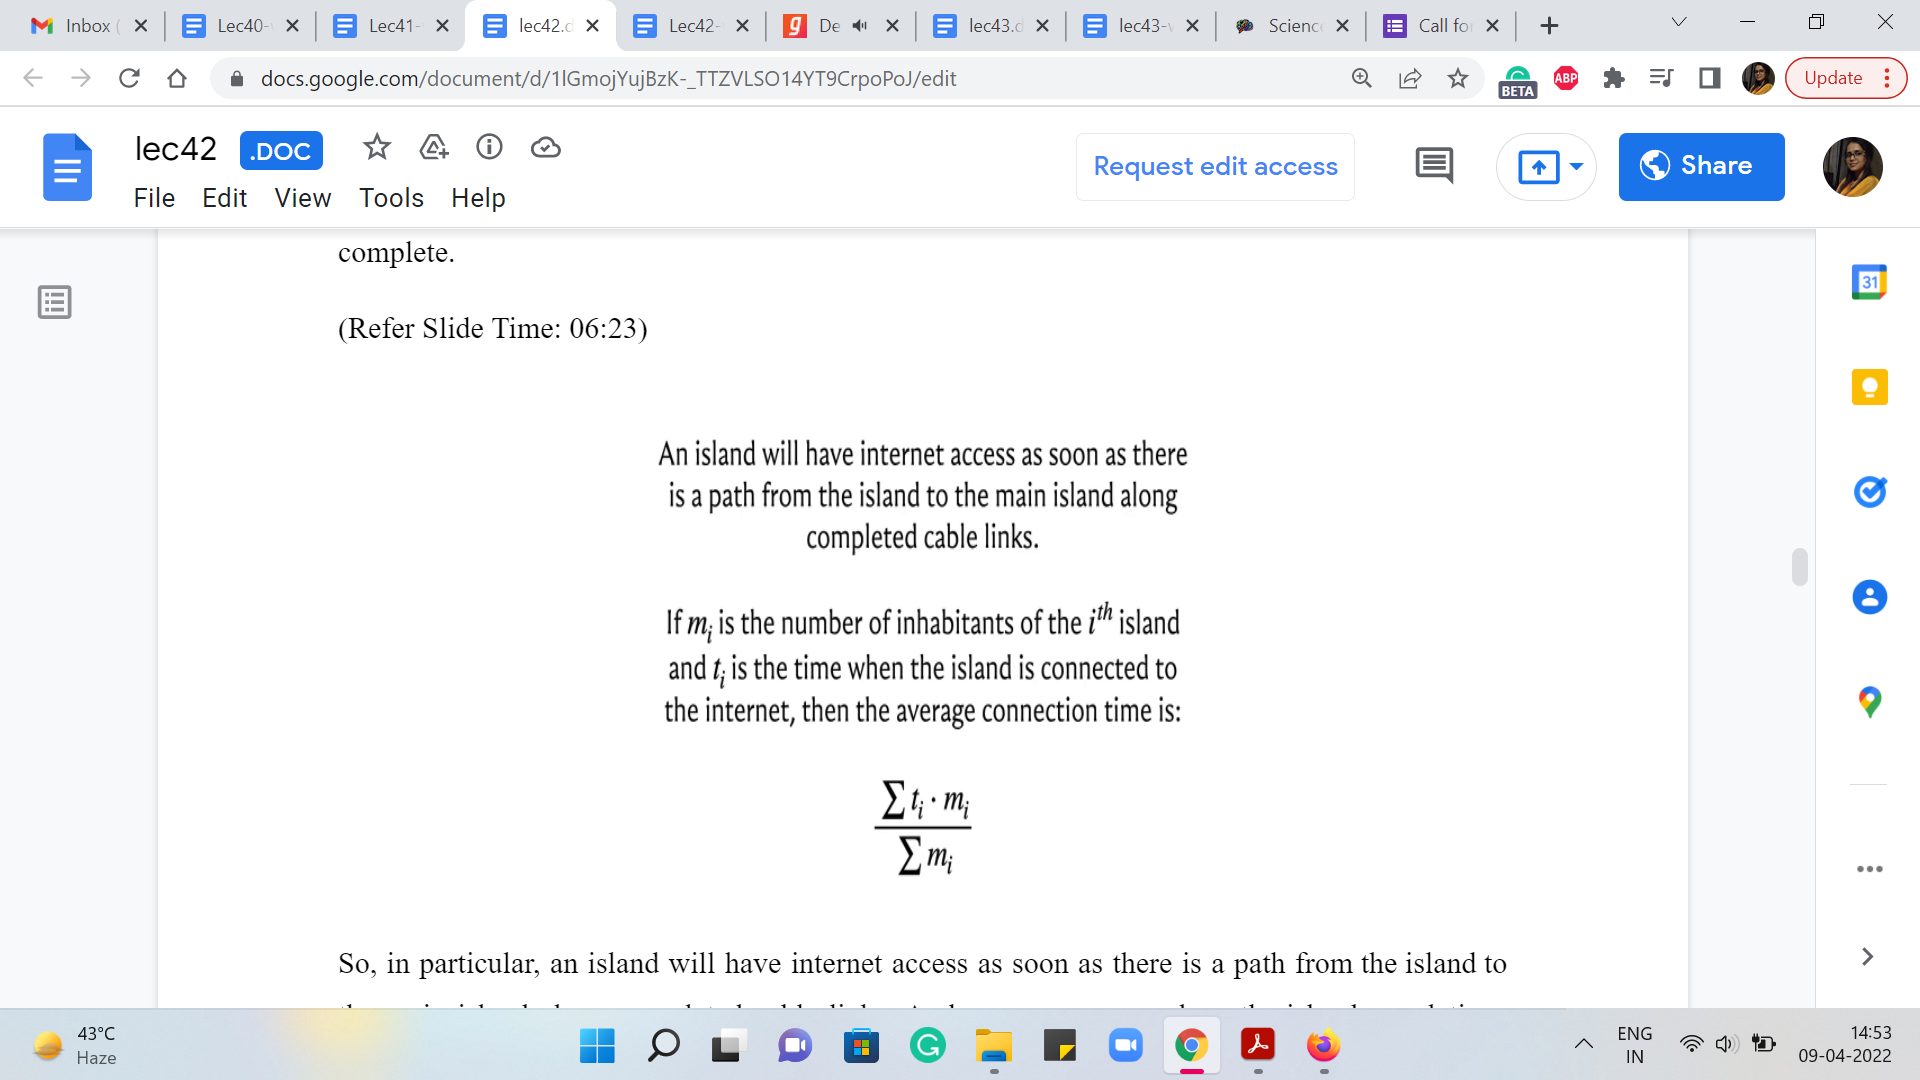 Inbox (
Lec40-
Lec41-
lec42.d
Lec42-
De
lec43.d
lec43-
Science
Call fo
docs.google.com/document/d/1lGmojYujBzK-_TTZVLSO14YT9CrpoPoJ/edit
BETA
ABP
Update
lec42
.DOC
Request edit access
Share
File Edit View Tools Help
31
complete.
(Refer Slide Time: 06:23)
An island will have internet access as soon as there
is a path from the island to the main island along
completed cable links.
If mᵢ is the number of inhabitants of the iᵗʰ island
and tᵢ is the time when the island is connected to
the internet, then the average connection time is:
∑ tᵢ · mᵢ
∑ mᵢ
So, in particular, an island will have internet access as soon as there is a path from the island to
43°C
Haze
ENG
IN
14:53
09-04-2022